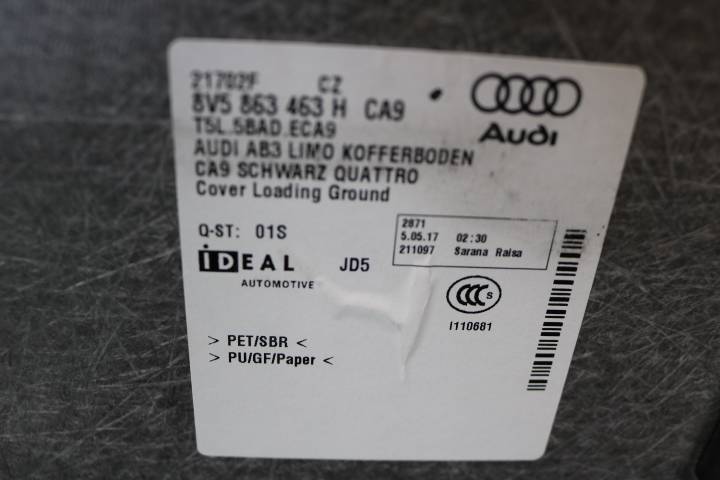 21702F CZ
8V5 863 463 H CA9
T5L.5BAD.ECA9
AUDI AB3 LIMO KOFFERBODEN
CA9 SCHWARZ QUATTRO
Cover Loading Ground
Audi
Q-ST: 01S
2871
5.05.17 02:30
211097 Sarana Raisa
iDEAL JD5
AUTOMOTIVE
CCC S
I110681
> PET/SBR <
> PU/GF/Paper <